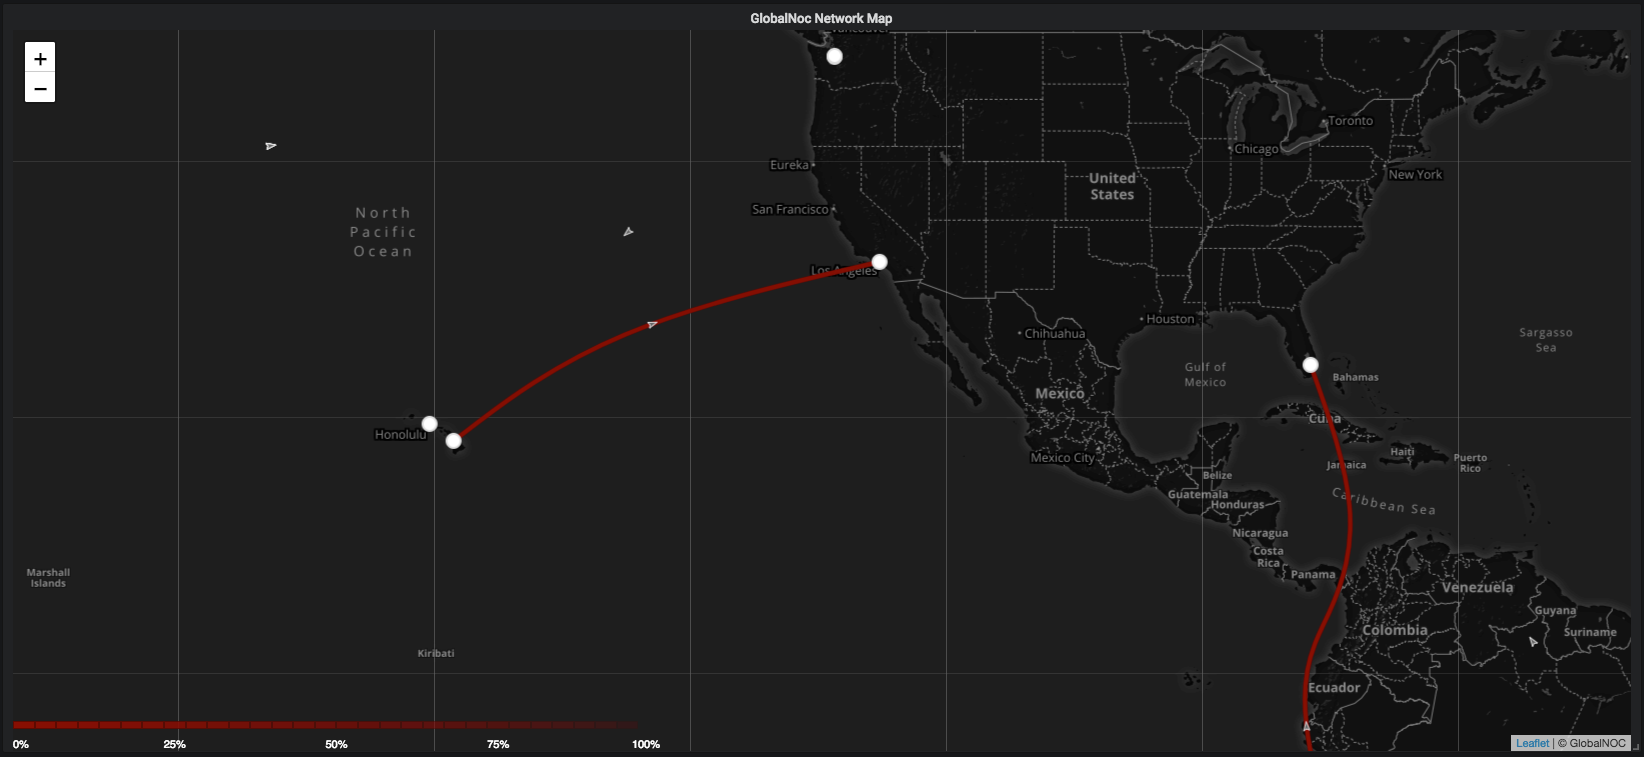 GlobalNoc Network Map
+
−
Vancouver
Toronto
Chicago
Eureka
New York
United
States
North
Pacific
Ocean
San Francisco
Los Angeles
Houston
Chihuahua
Sargasso
Sea
Gulf of
Mexico
Bahamas
Mexico
Cuba
Honolulu
Haiti
Puerto
Rico
Mexico City
Jamaica
Belize
Guatemala
Honduras
Caribbean Sea
Nicaragua
Costa
Rica
Panama
Marshall
Islands
Venezuela
Guyana
Colombia
Suriname
Kiribati
Ecuador
0% 25% 50% 75% 100%
Leaflet | © GlobalNOC